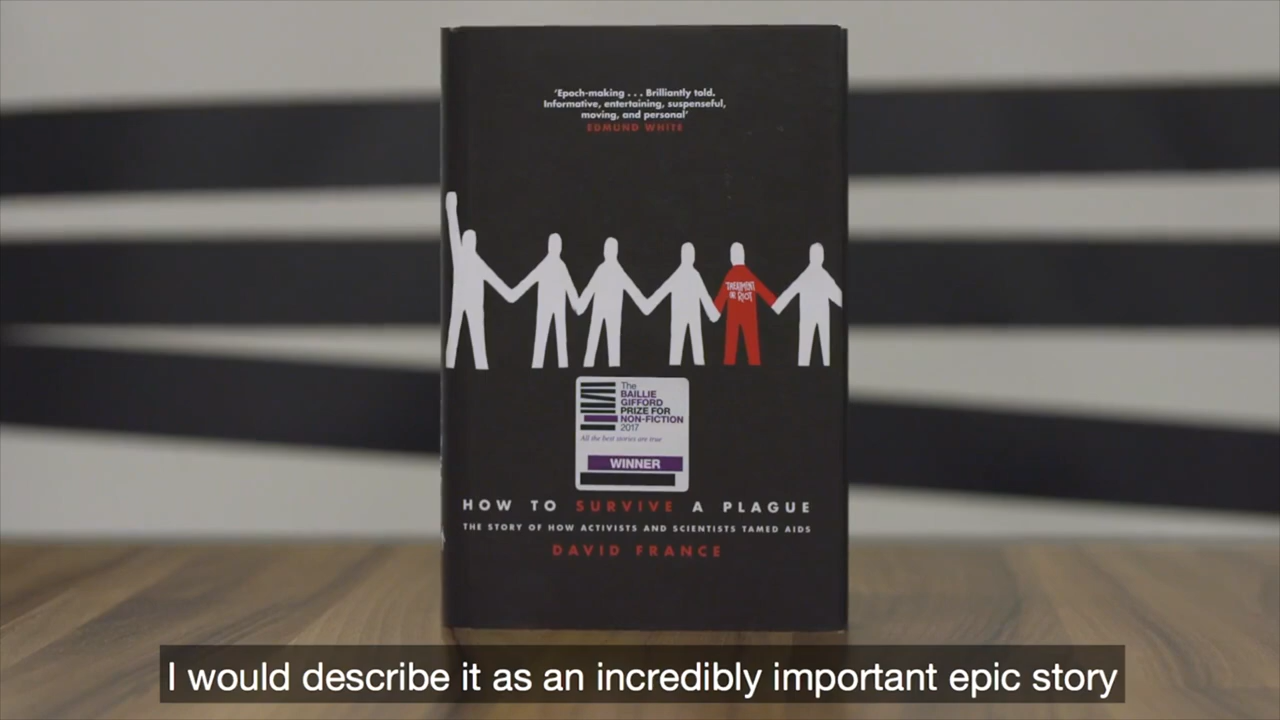 'Epoch-making . . . Brilliantly told.
Informative, entertaining, suspenseful,
moving, and personal'
EDMUND WHITE
TREATMENT
OR RIOT
The
BAILLIE
GIFFORD
PRIZE FOR
NON-FICTION
2017
All the best stories are true
WINNER
HOW TO SURVIVE A PLAGUE
THE STORY OF HOW ACTIVISTS AND SCIENTISTS TAMED AIDS
DAVID FRANCE
I would describe it as an incredibly important epic story